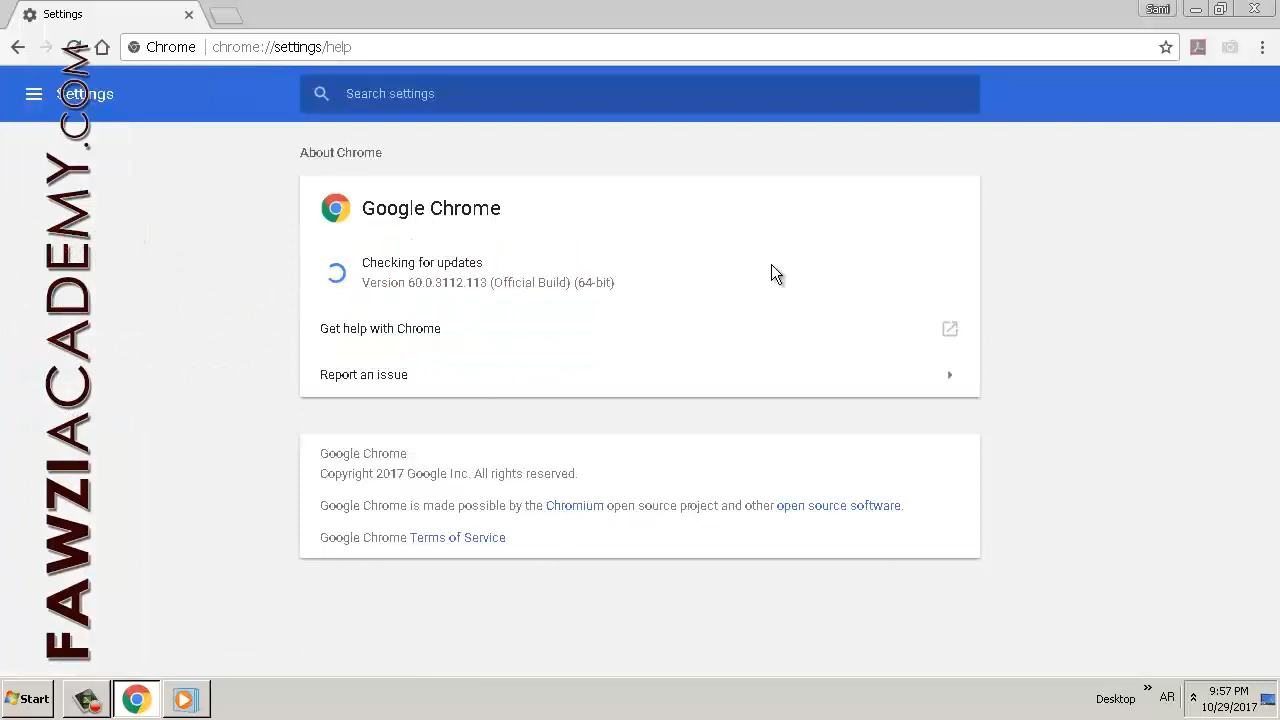 Settings
Sami
Chrome
chrome://settings/help
Settings
Search settings
About Chrome
Google Chrome
Checking for updates
Version 60.0.3112.113 (Official Build) (64-bit)
Get help with Chrome
Report an issue
Google Chrome
Copyright 2017 Google Inc. All rights reserved.
Google Chrome is made possible by the Chromium open source project and other open source software.
Google Chrome Terms of Service
FAWZIACADEMY.COM
Start
Desktop
AR
9:57 PM
10/29/2017